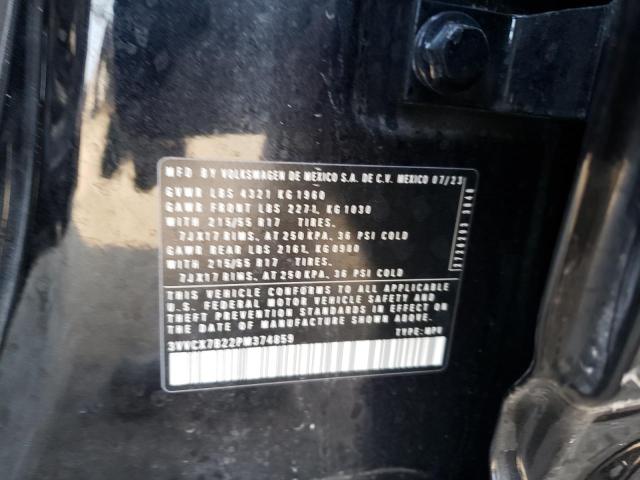 MFD BY VOLKSWAGEN DE MEXICO S.A. DE C.V. MEXICO 07/23
GVWR LBS 4321 KG 1960
GAWR FRONT LBS 2271, KG 1030
WITH 215/55 R17 TIRES.
7JX17 RIMS, AT 250 KPA, 36 PSI COLD
GAWR REAR LBS 2161, KG 0980
WITH 215/55 R17 TIRES.
7JX17 RIMS, AT 250 KPA, 36 PSI COLD
THIS VEHICLE CONFORMS TO ALL APPLICABLE
U.S. FEDERAL MOTOR VEHICLE SAFETY AND
THEFT PREVENTION STANDARDS IN EFFECT ON
THE DATE OF MANUFACTURE SHOWN ABOVE.
3VVCX7B22PM374859 TYPE: MPV